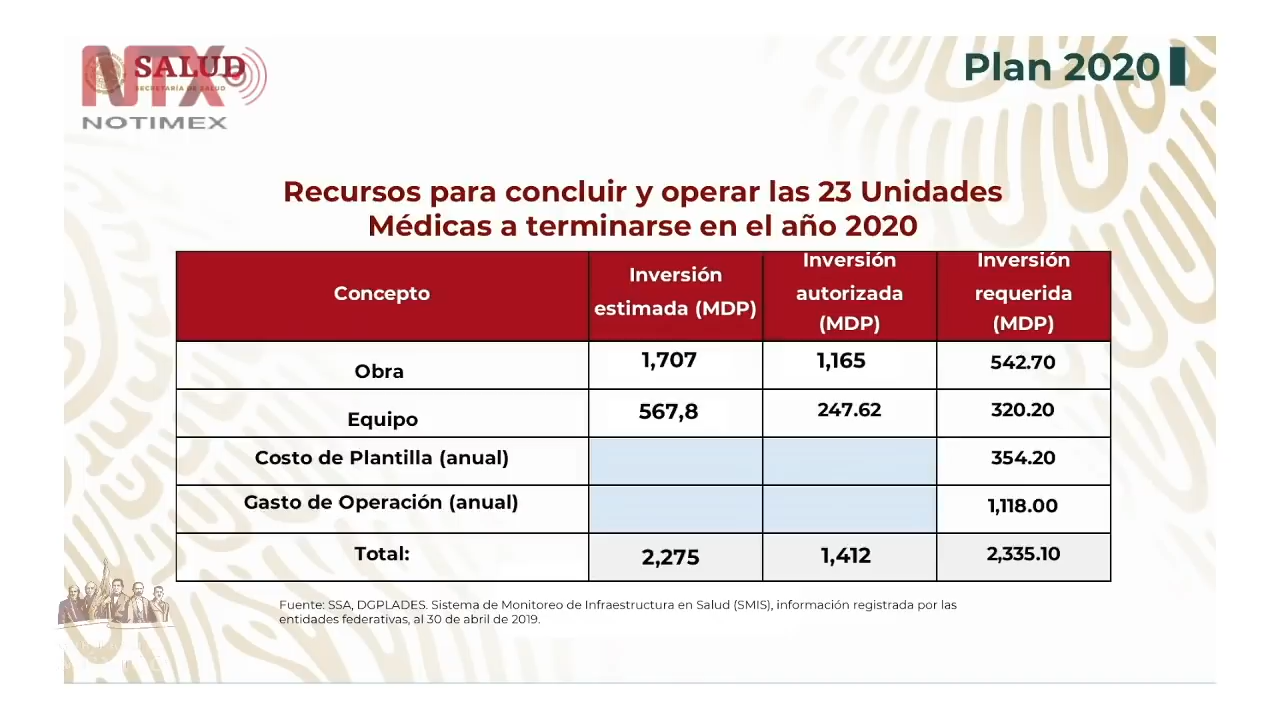 NTX
SALUD
SECRETARÍA DE SALUD
NOTIMEX
Plan 2020
Recursos para concluir y operar las 23 Unidades
Médicas a terminarse en el año 2020
Concepto
Inversión
estimada (MDP)
Inversión
autorizada
(MDP)
Inversión
requerida
(MDP)
Obra
1,707
1,165
542.70
Equipo
567,8
247.62
320.20
Costo de Plantilla (anual)
354.20
Gasto de Operación (anual)
1,118.00
Total:
2,275
1,412
2,335.10
Fuente: SSA, DGPLADES. Sistema de Monitoreo de Infraestructura en Salud (SMIS), información registrada por las
entidades federativas, al 30 de abril de 2019.